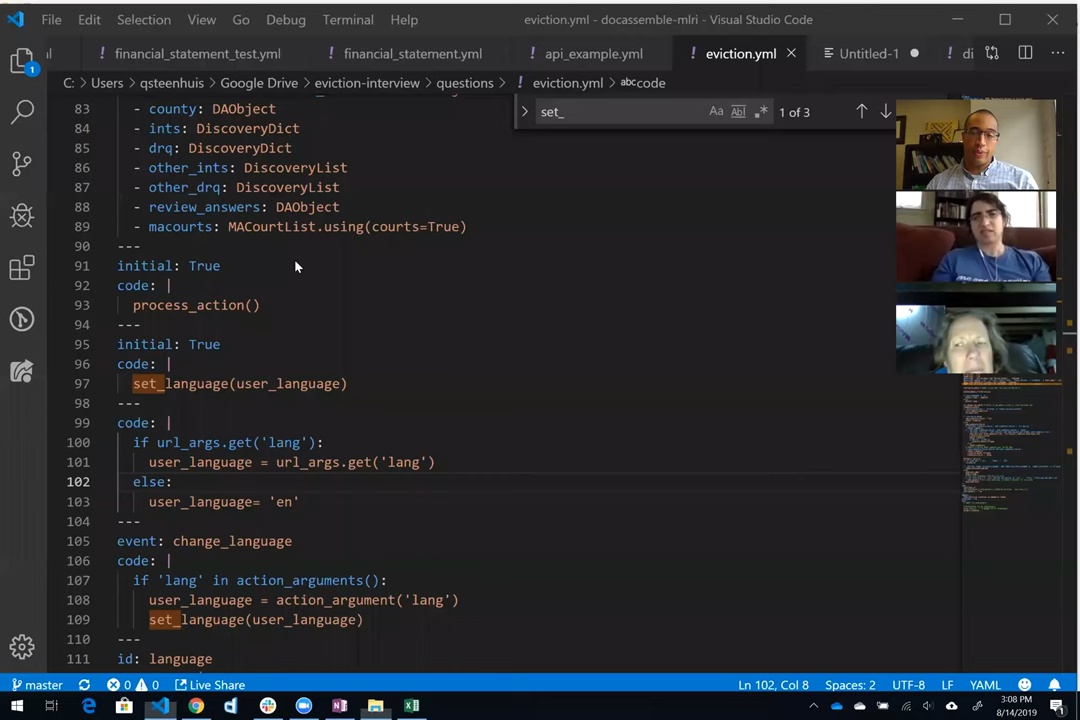 File Edit Selection View Go Debug Terminal Help eviction.yml - docassemble-mlri - Visual Studio Code
ul ! financial_statement_test.yml ! financial_statement.yml ! api_example.yml ! eviction.yml Untitled-1 ! di
C: > Users > qsteenhuis > Google Drive > eviction-interview > questions > ! eviction.yml > abc code
set_ Aa Abl .* 1 of 3
83 - county: DAObject
84 - ints: DiscoveryDict
85 - drq: DiscoveryDict
86 - other_ints: DiscoveryList
87 - other_drq: DiscoveryList
88 - review_answers: DAObject
89 - macourts: MACourtList.using(courts=True)
90 ---
91 initial: True
92 code: |
93 process_action()
94 ---
95 initial: True
96 code: |
97 set_language(user_language)
98 ---
99 code: |
100 if url_args.get('lang'):
101 user_language = url_args.get('lang')
102 else:
103 user_language= 'en'
104 ---
105 event: change_language
106 code: |
107 if 'lang' in action_arguments():
108 user_language = action_argument('lang')
109 set_language(user_language)
110 ---
111 id: language
master 0 0 Live Share Ln 102, Col 8 Spaces: 2 UTF-8 LF YAML
3:08 PM
8/14/2019